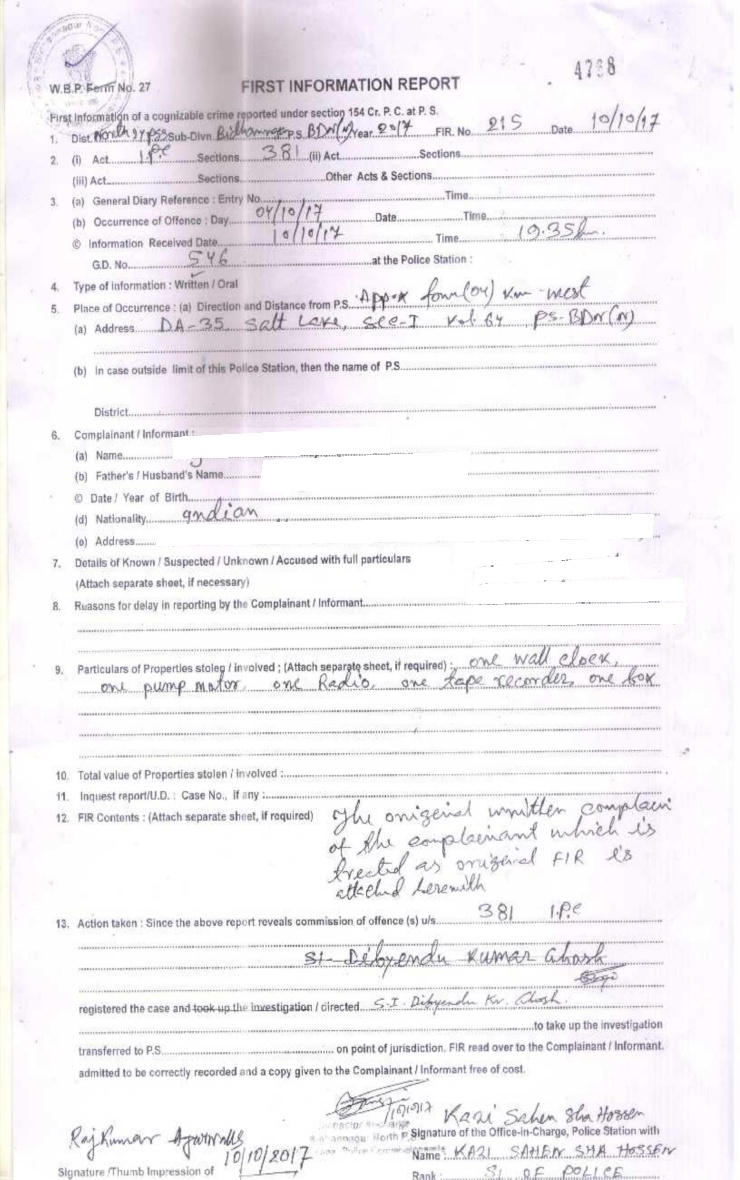 4788
W.B.P. Form No. 27
FIRST INFORMATION REPORT
First Information of a cognizable crime reported under section 154 Cr. P. C. at P. S.
1. Dist. North 24 pgs Sub-Divn. Bidhannagar P.S. BDN(N) Year 2017 FIR. No. 215 Date 10/10/17
2. (i) Act I.P.C Sections 381 (ii) Act Sections
(iii) Act Sections Other Acts & Sections
3. (a) General Diary Reference : Entry No. Time
(b) Occurrence of Offence : Day 04/10/17 Date Time
© Information Received Date 10/10/17 Time 19.35 hr.
G.D. No. 546 at the Police Station :
4. Type of information : Written / Oral
5. Place of Occurrence : (a) Direction and Distance from P.S. Appox four(04) km west
(a) Address DA-35 Salt Lake, Sec-I Kol-64 PS-BDN(N)
(b) In case outside limit of this Police Station, then the name of P.S.
District
6. Complainant / Informant :
(a) Name
(b) Father's / Husband's Name
© Date / Year of Birth
(d) Nationality Indian
(e) Address
7. Details of Known / Suspected / Unknown / Accused with full particulars
(Attach separate sheet, if necessary)
8. Reasons for delay in reporting by the Complainant / Informant
9. Particulars of Properties stolen / involved ; (Attach separate sheet, if required) : one wall clock,
one pump motor, one Radio, one tape recorder, one box
10. Total value of Properties stolen / involved :
11. Inquest report/U.D. : Case No., if any :
12. FIR Contents : (Attach separate sheet, if required) The original written complain
of the complainant which is
treated as original FIR is
attached herewith
13. Action taken : Since the above report reveals commission of offence (s) u/s 381 I.P.C
SI- Dibyendu Kumar Ghosh
registered the case and took up the investigation / directed S.I. Dibyendu Kr. Ghosh.
to take up the investigation
transferred to P.S. on point of jurisdiction. FIR read over to the Complainant / Informant.
admitted to be correctly recorded and a copy given to the Complainant / Informant free of cost.
10/10/17
Kazi Sahen Sha Hossen
RajKumar Agarwalla
10/10/2017
Signature of the Office-in-Charge, Police Station with
Name : KAZI SAHEN SHA HOSSEN
Signature /Thumb Impression of
Rank : SI OF POLICE